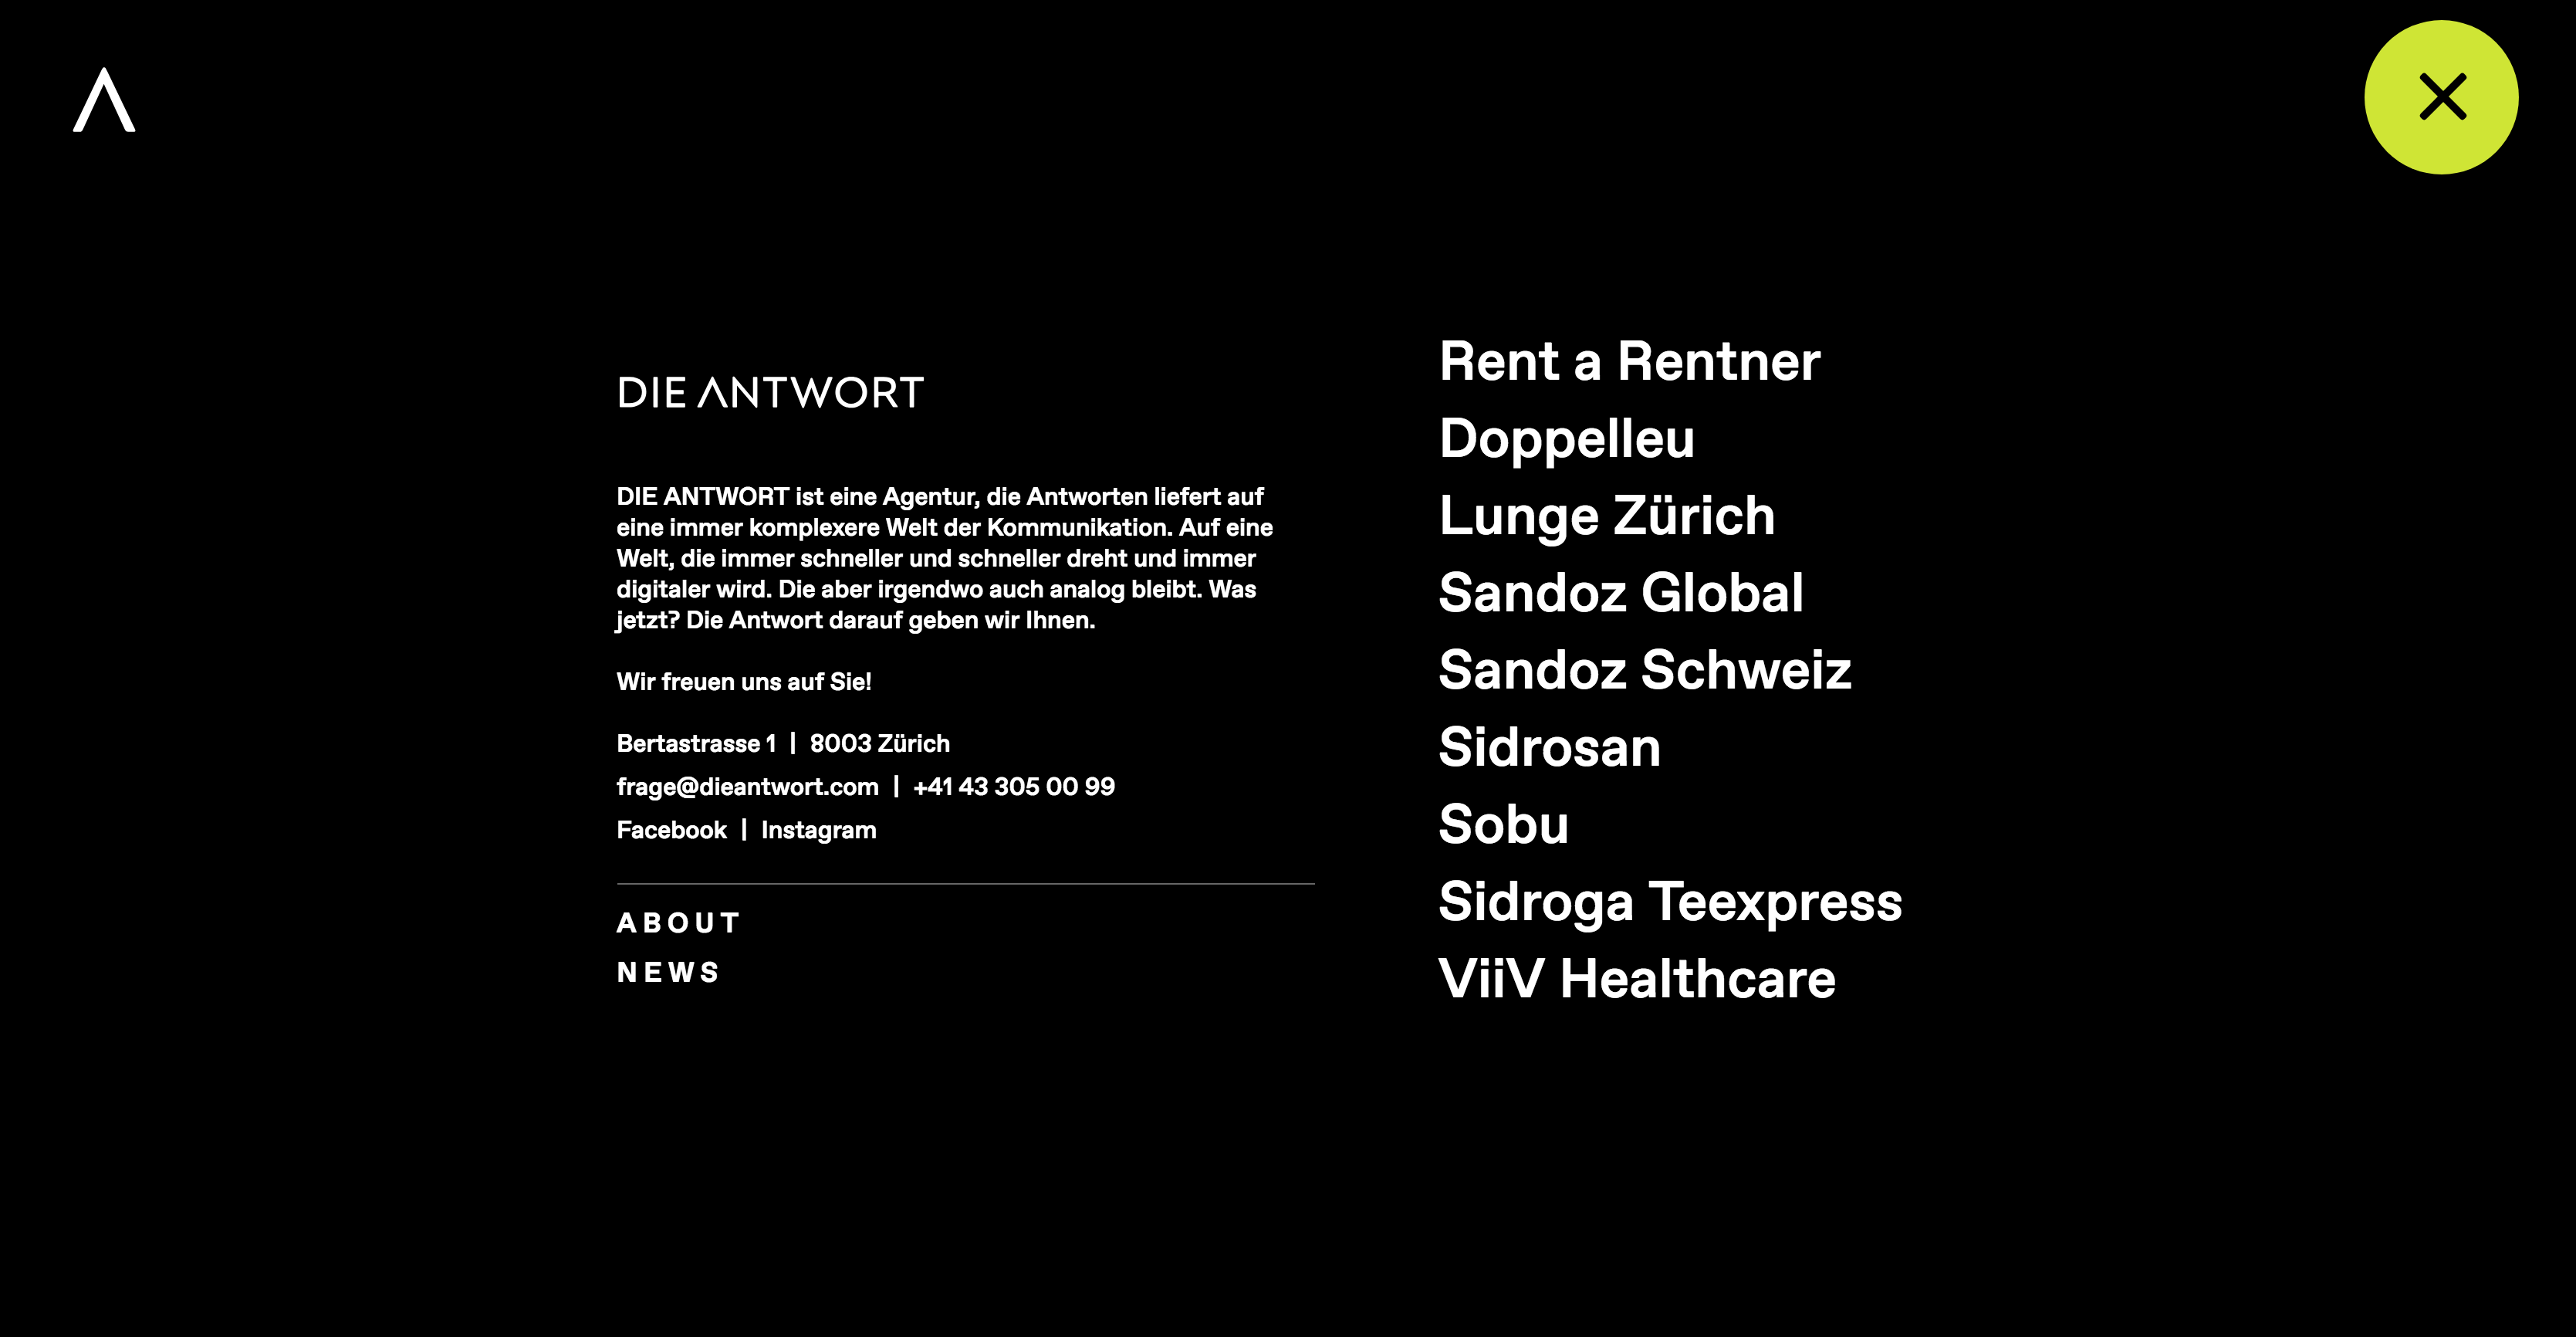 DIE ANTWORT
DIE ANTWORT ist eine Agentur, die Antworten liefert auf
eine immer komplexere Welt der Kommunikation. Auf eine
Welt, die immer schneller und schneller dreht und immer
digitaler wird. Die aber irgendwo auch analog bleibt. Was
jetzt? Die Antwort darauf geben wir Ihnen.
Wir freuen uns auf Sie!
Bertastrasse 1 | 8003 Zürich
frage@dieantwort.com | +41 43 305 00 99
Facebook | Instagram
ABOUT
NEWS
Rent a Rentner
Doppelleu
Lunge Zürich
Sandoz Global
Sandoz Schweiz
Sidrosan
Sobu
Sidroga Teexpress
ViiV Healthcare